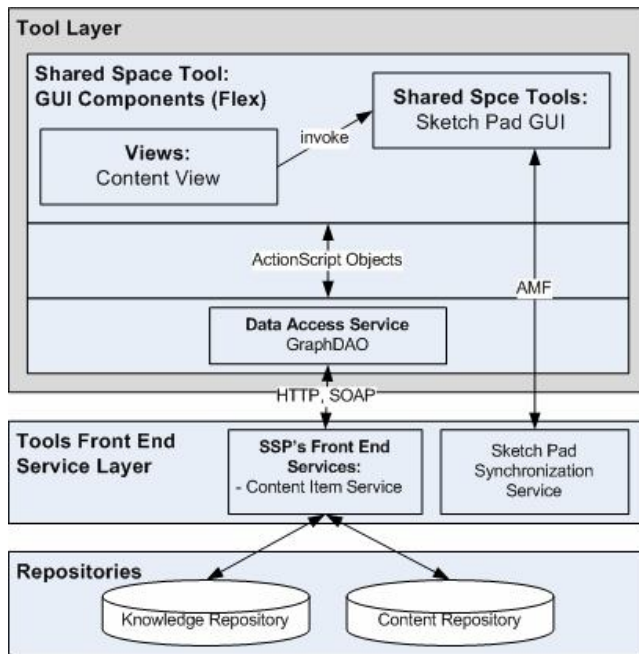 Tool Layer
Shared Space Tool:
GUI Components (Flex)
Shared Spce Tools:
Sketch Pad GUI
invoke
Views:
Content View
ActionScript Objects
AMF
Data Access Service
GraphDAO
HTTP, SOAP
Tools Front End
Service Layer
SSP's Front End
Services:
- Content Item Service
Sketch Pad
Synchronization
Service
Repositories
Knowledge Repository
Content Repository